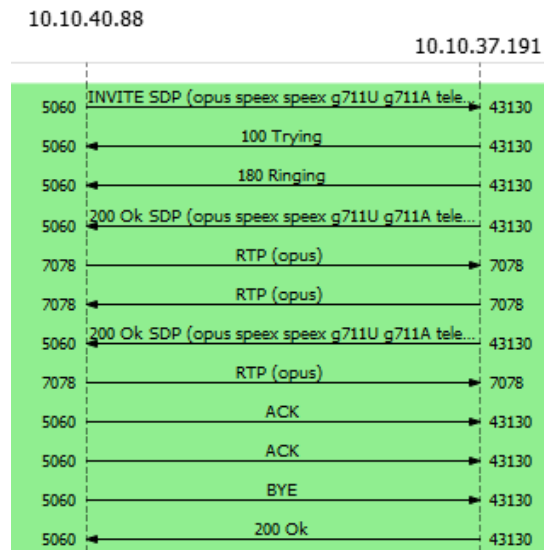 10.10.40.88
10.10.37.191
5060 INVITE SDP (opus speex speex g711U g711A tele... 43130
5060 100 Trying 43130
5060 180 Ringing 43130
5060 200 Ok SDP (opus speex speex g711U g711A tele... 43130
7078 RTP (opus) 7078
7078 RTP (opus) 7078
5060 200 Ok SDP (opus speex speex g711U g711A tele... 43130
7078 RTP (opus) 7078
5060 ACK 43130
5060 ACK 43130
5060 BYE 43130
5060 200 Ok 43130